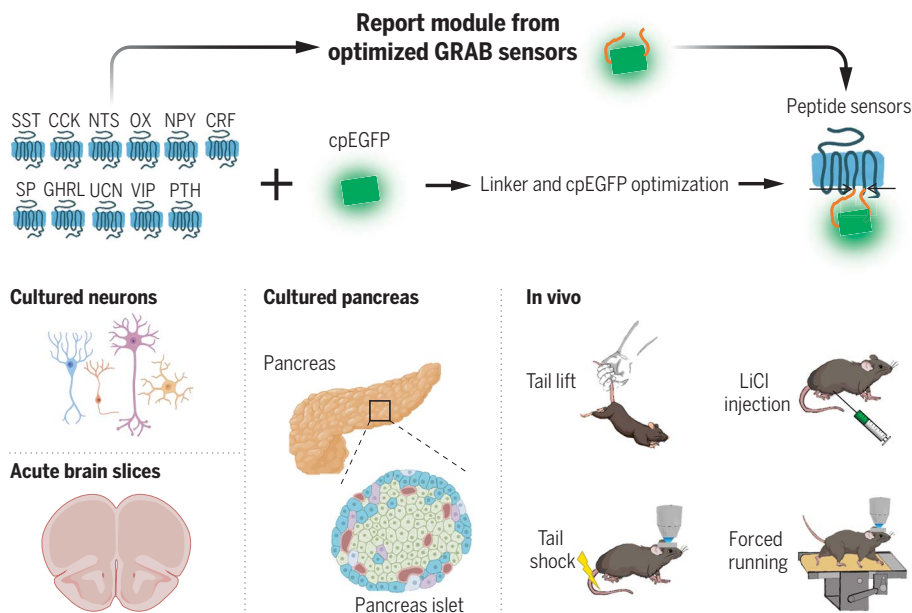 Report module from
optimized GRAB sensors
SST CCK NTS OX NPY CRF
SP GHRL UCN VIP PTH
cpEGFP
Linker and cpEGFP optimization
Peptide sensors
Cultured neurons
Acute brain slices
Cultured pancreas
Pancreas
Pancreas islet
In vivo
Tail lift
LiCl
injection
Tail
shock
Forced
running